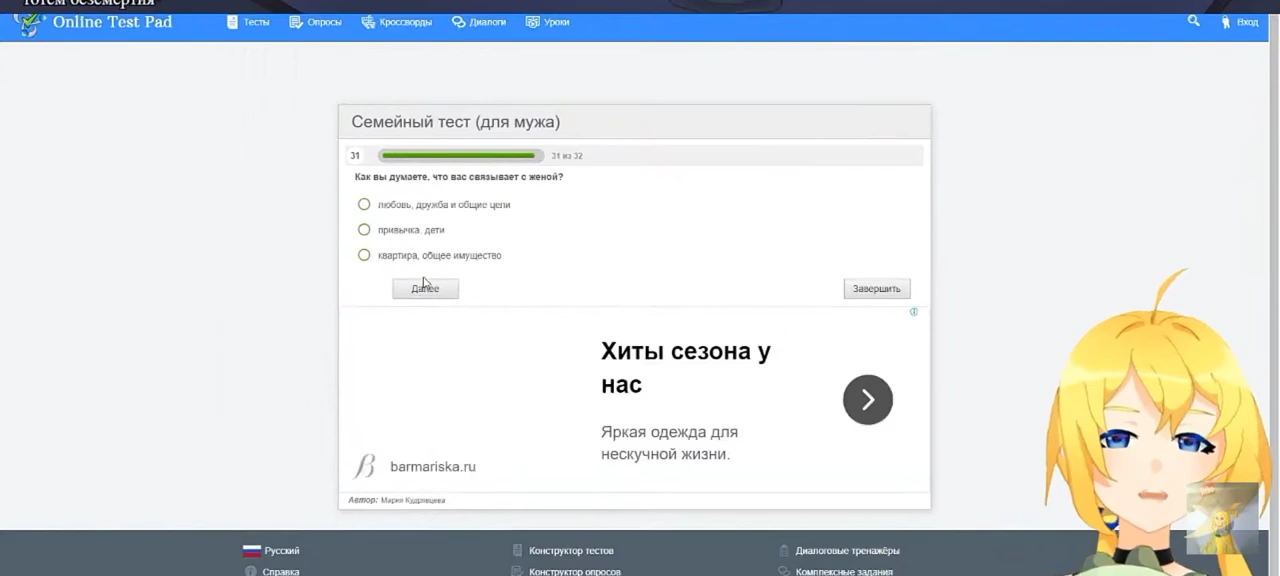 тотем безсмертия
Online Test Pad Тесты Опросы Кроссворды Диалоги Уроки Вход
Семейный тест (для мужа)
31 31 из 32
Как вы думаете, что вас связывает с женой?
любовь, дружба и общие цели
привычка. дети
квартира, общее имущество
Далее Завершить
Хиты сезона у
нас
Яркая одежда для
нескучной жизни.
barmariska.ru
Автор: Мария Кудрявцева
Русский Конструктор тестов Диалоговые тренажёры
Справка Конструктор опросов Комплексные задания